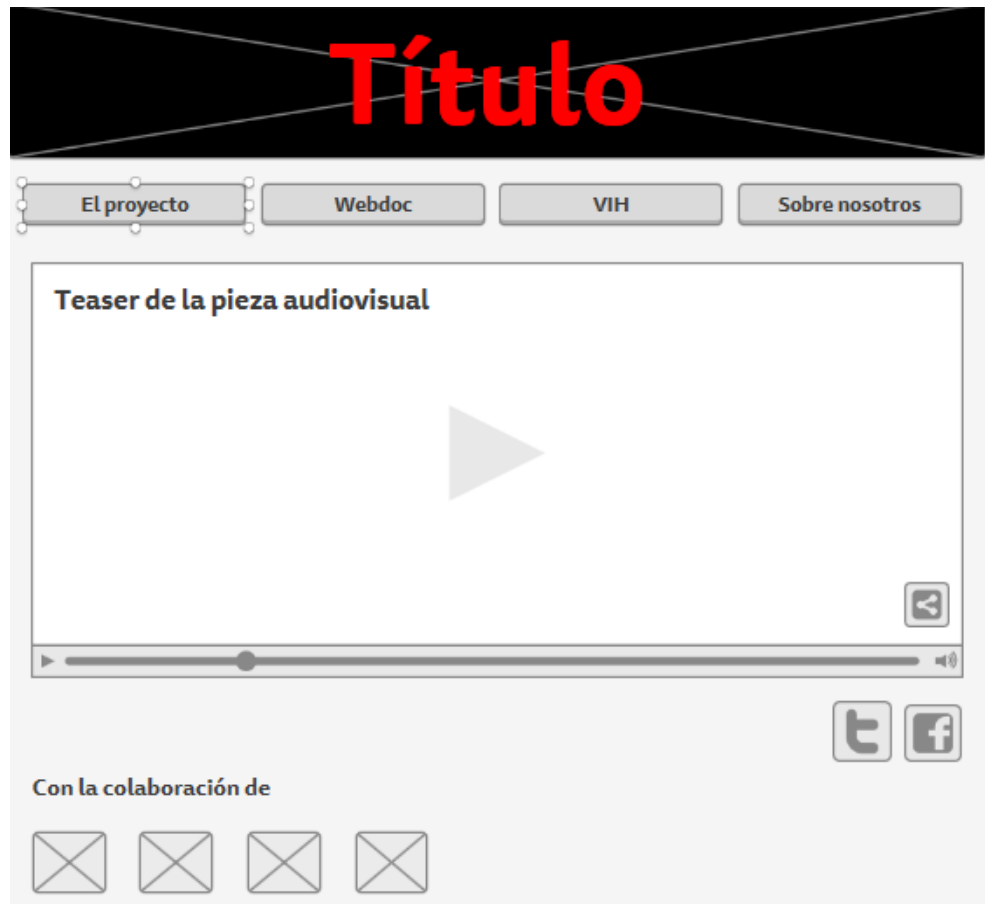 Título
El proyecto
Webdoc
VIH
Sobre nosotros
Teaser de la pieza audiovisual
Con la colaboración de